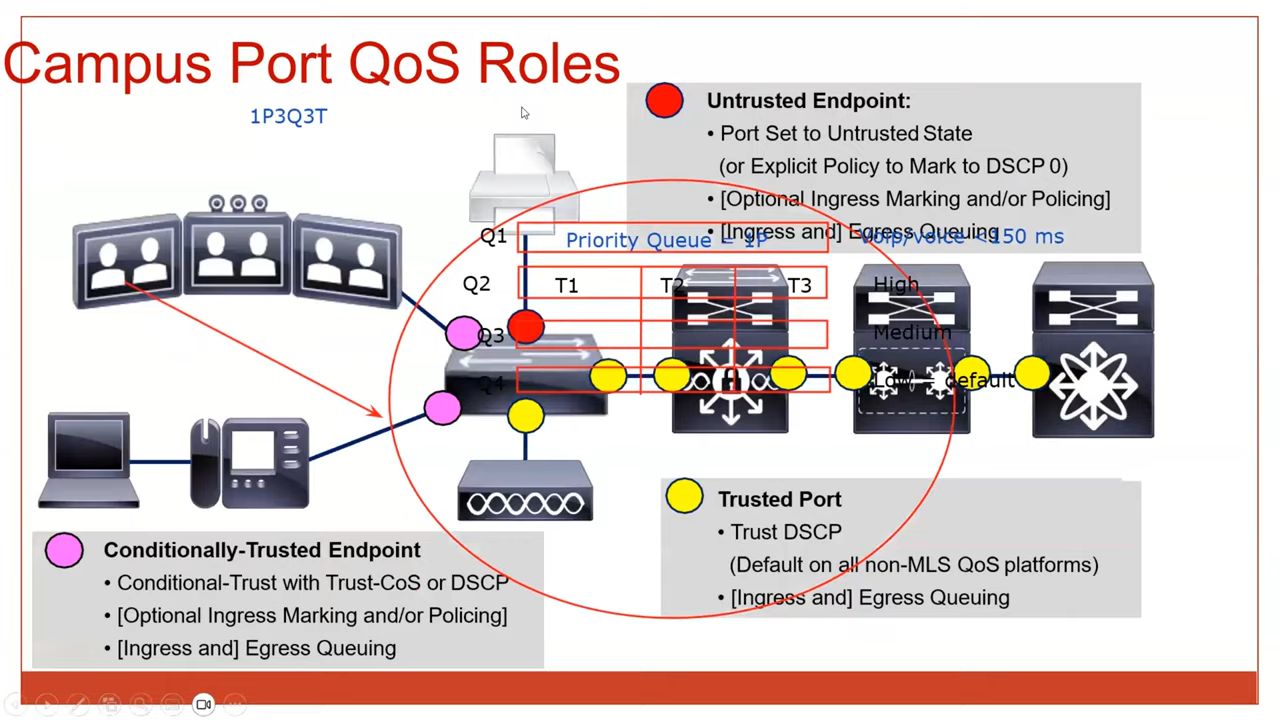 Campus Port QoS Roles
1P3Q3T
Untrusted Endpoint:
• Port Set to Untrusted State
(or Explicit Policy to Mark to DSCP 0)
• [Optional Ingress Marking and/or Policing]
• [Ingress and] Egress Queuing
Q1 Priority Queue = 1P Voip/voice < 150 ms
Q2 T1 T2 T3 High
Q3 Medium
Q4 Low = default
Trusted Port
• Trust DSCP
(Default on all non-MLS QoS platforms)
• [Ingress and] Egress Queuing
Conditionally-Trusted Endpoint
• Conditional-Trust with Trust-CoS or DSCP
• [Optional Ingress Marking and/or Policing]
• [Ingress and] Egress Queuing